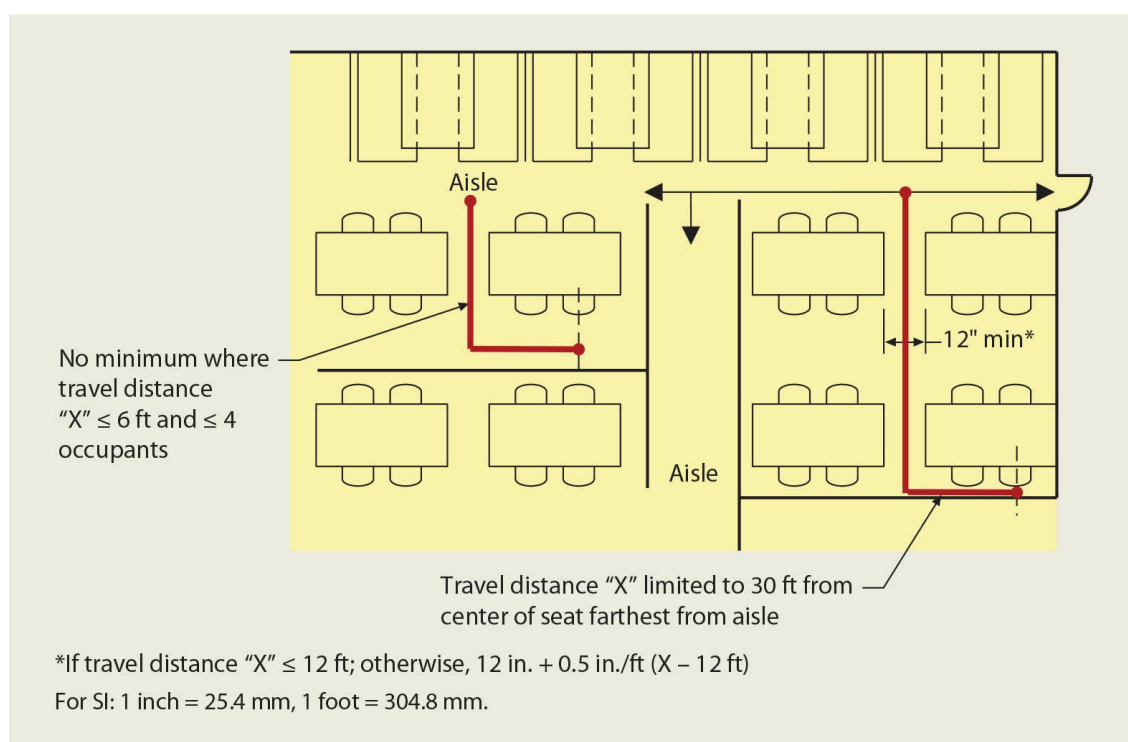 Aisle
No minimum where
travel distance
“X” ≤ 6 ft and ≤ 4
occupants
12" min*
Aisle
Travel distance “X” limited to 30 ft from
center of seat farthest from aisle
*If travel distance “X” ≤ 12 ft; otherwise, 12 in. + 0.5 in./ft (X – 12 ft)
For SI: 1 inch = 25.4 mm, 1 foot = 304.8 mm.